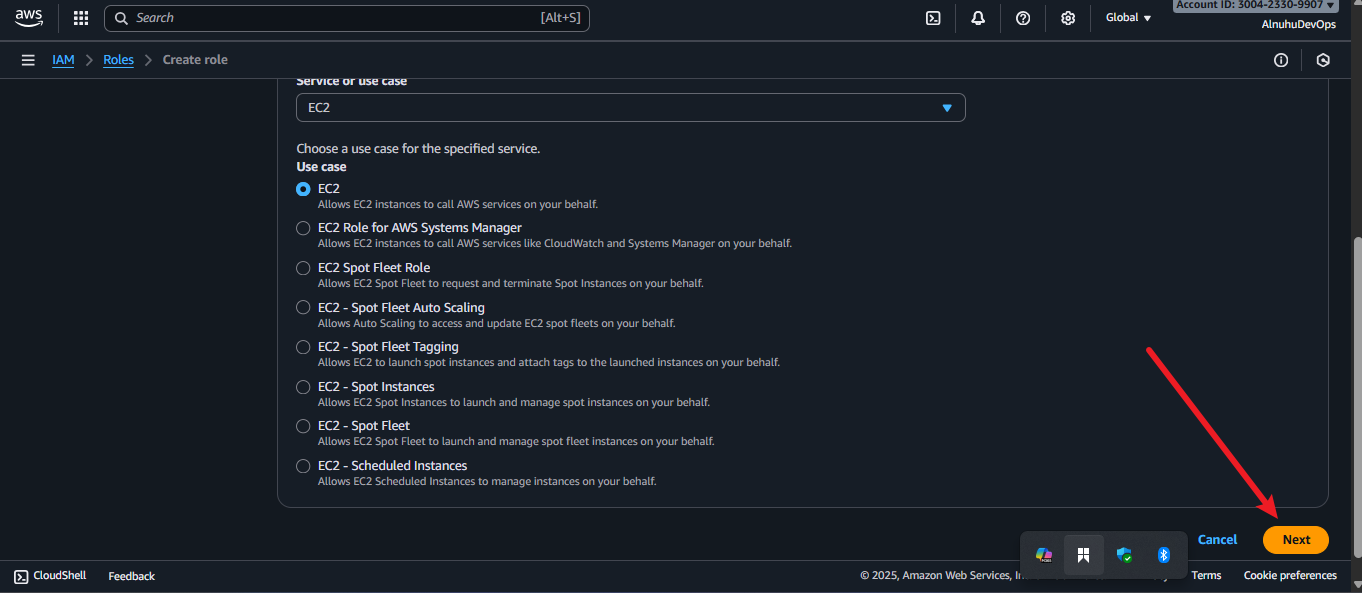 aws
Search
[Alt+S]
Global
Account ID: 3004-2330-9907
AlnuhuDevOps
IAM
Roles
Create role
Service or use case
EC2
Choose a use case for the specified service.
Use case
EC2
Allows EC2 instances to call AWS services on your behalf.
EC2 Role for AWS Systems Manager
Allows EC2 instances to call AWS services like CloudWatch and Systems Manager on your behalf.
EC2 Spot Fleet Role
Allows EC2 Spot Fleet to request and terminate Spot Instances on your behalf.
EC2 - Spot Fleet Auto Scaling
Allows Auto Scaling to access and update EC2 spot fleets on your behalf.
EC2 - Spot Fleet Tagging
Allows EC2 to launch spot instances and attach tags to the launched instances on your behalf.
EC2 - Spot Instances
Allows EC2 Spot Instances to launch and manage spot instances on your behalf.
EC2 - Spot Fleet
Allows EC2 Spot Fleet to launch and manage spot fleet instances on your behalf.
EC2 - Scheduled Instances
Allows EC2 Scheduled Instances to manage instances on your behalf.
Cancel
Next
CloudShell
Feedback
© 2025, Amazon Web Services,
Terms
Cookie preferences